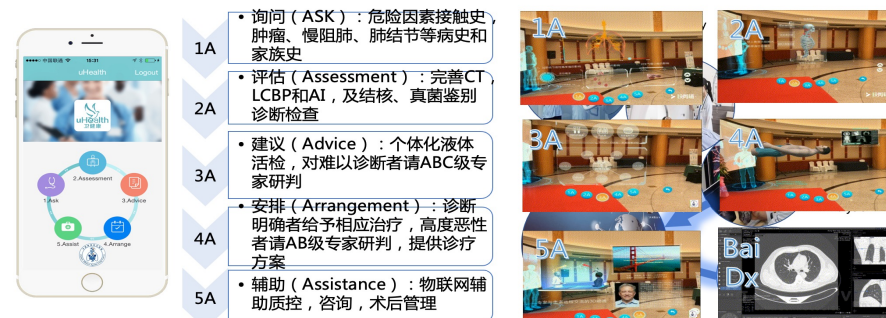 中国联通
15:31
uHealth
Logout
uHealth
卫健康
2.Assessment
1.Ask
3.Advice
5.Assist
4.Arrange
1A
• 询问（ASK）：危险因素接触史，
肿瘤、慢阻肺、肺结节等病史和
家族史
2A
• 评估（Assessment）：完善CT，
LCBP和AI，及结核、真菌鉴别
诊断检查
3A
• 建议（Advice）：个体化液体
活检，对难以诊断者请ABC级专
家研判
4A
• 安排（Arrangement）：诊断
明确者给予相应治疗，高度恶性
者请AB级专家研判，提供诊疗
方案
5A
• 辅助（Assistance）：物联网辅
助质控，咨询，术后管理
1A
2A
3A
4A
5A
Bai
Dx